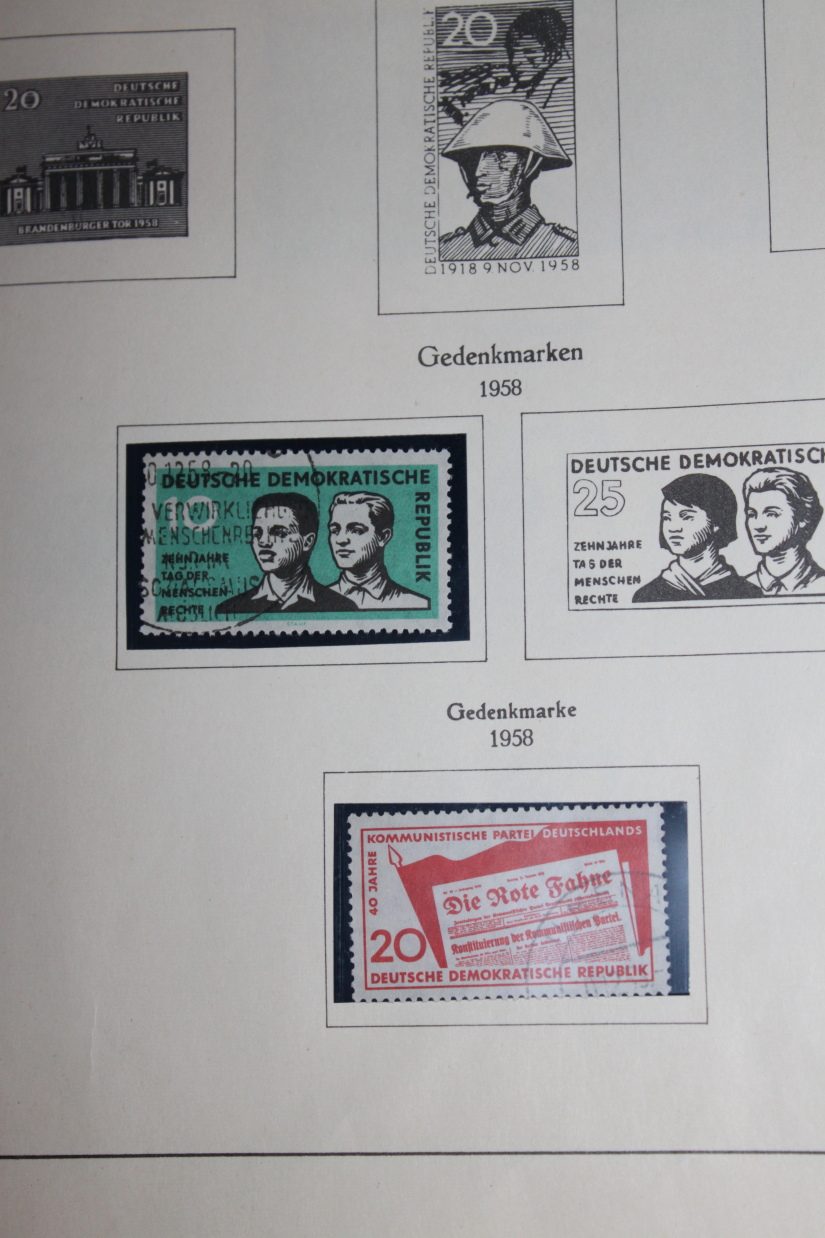 20
DEUTSCHE
DEMOKRATISCHE
REPUBLIK
BRANDENBURGER TOR 1958
20
DEUTSCHE DEMOKRATISCHE REPUBLIK
1918 9. NOV. 1958
Gedenkmarken
1958
DEUTSCHE DEMOKRATISCHE
REPUBLIK
10
ZEHN JAHRE
TAG DER
MENSCHEN-
RECHTE
VERWIRKLICHUNG
DEUTSCHE DEMOKRATISCH
25
ZEHN JAHRE
TAG DER
MENSCHEN
RECHTE
Gedenkmarke
1958
KOMMUNISTISCHE PARTEI DEUTSCHLANDS
40 JAHRE
Die Rote Fahne
Konstituierung der Kommunistischen Partei.
20
DEUTSCHE DEMOKRATISCHE REPUBLIK